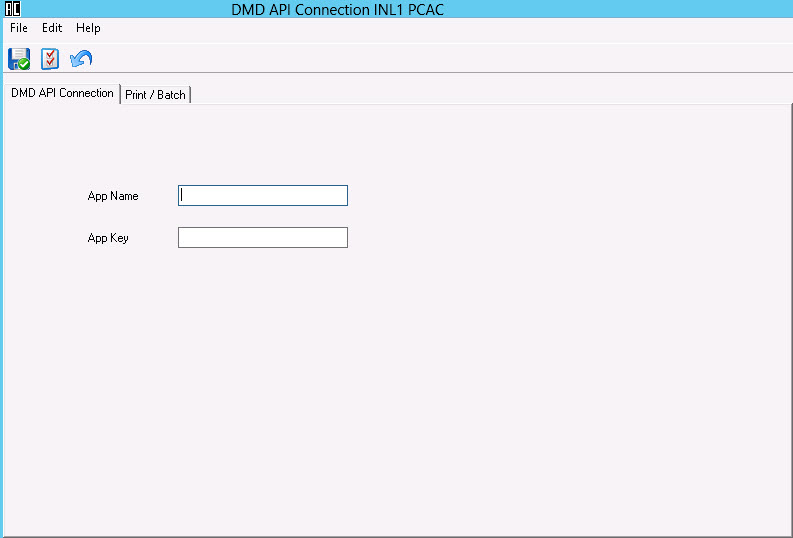 AC DMD API Connection INL1 PCAC
File Edit Help
DMD API Connection Print / Batch
App Name
App Key